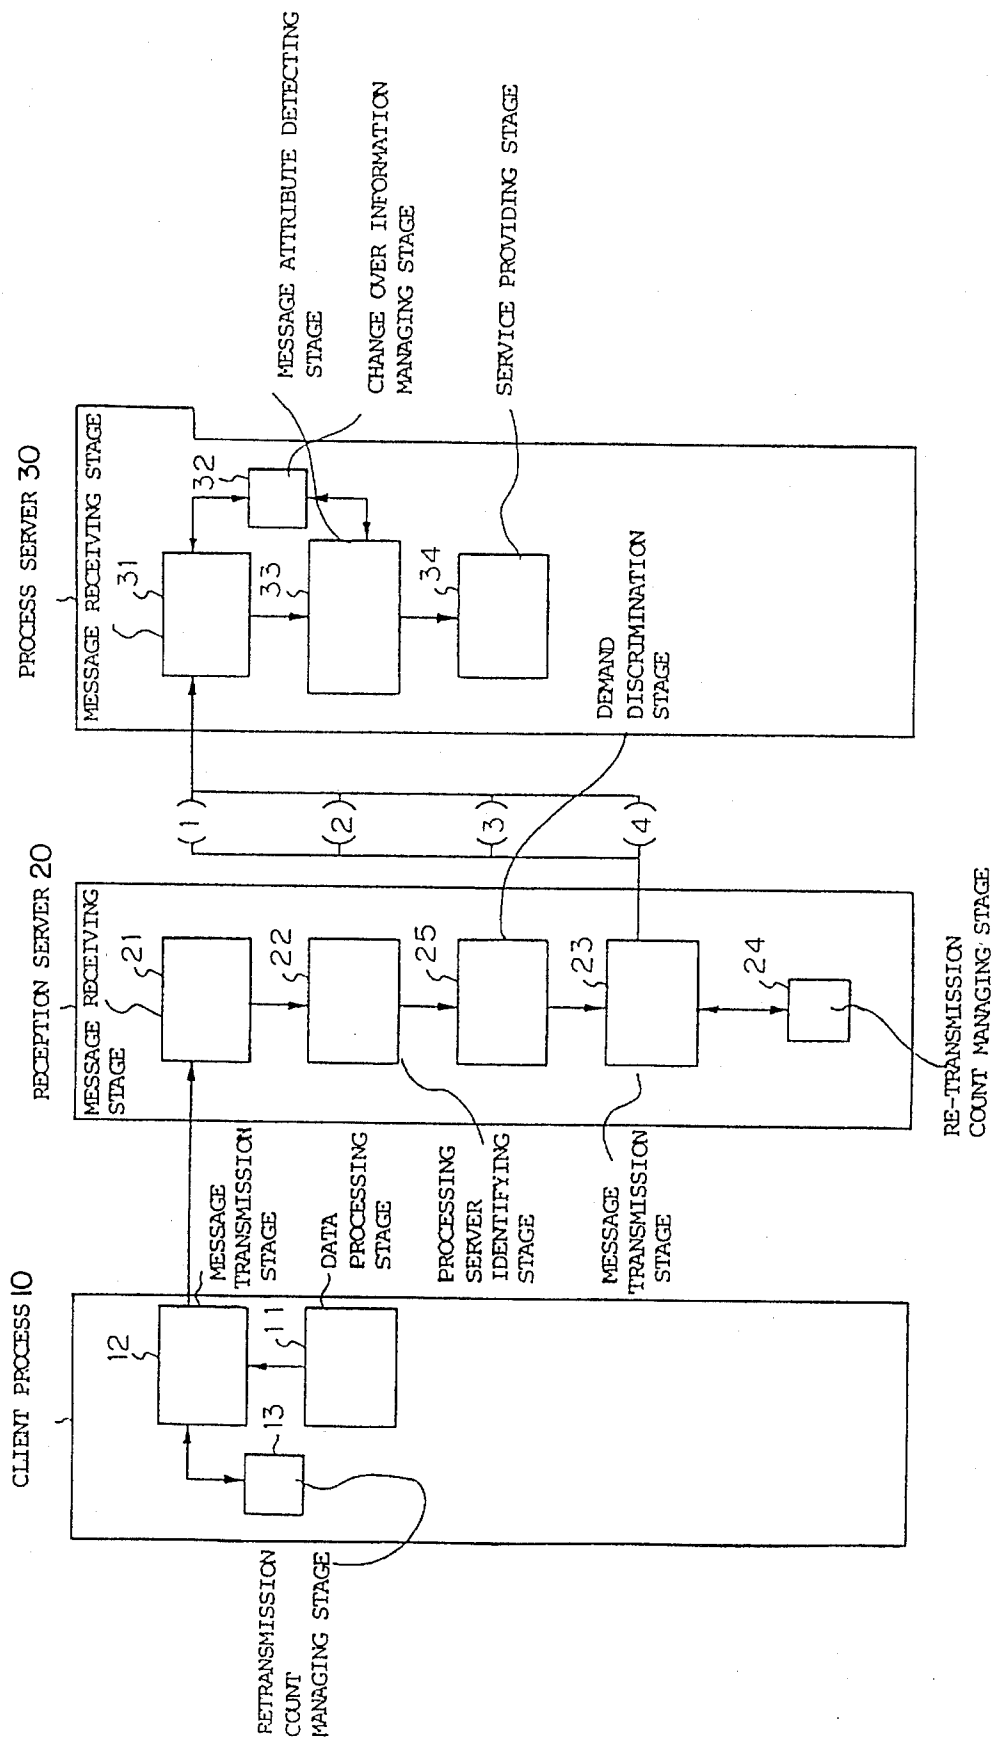 CLIENT PROCESS 10
12
11
13
MESSAGE
TRANSMISSION
STAGE
DATA
PROCESSING
STAGE
RETRANSMISSION
COUNT
MANAGING STAGE
RECEPTION SERVER 20
MESSAGE RECEIVING
STAGE
21
22
25
23
24
PROCESSING
SERVER
IDENTIFYING
STAGE
MESSAGE
TRANSMISSION
STAGE
RE-TRANSMISSION
COUNT MANAGING STAGE
(1)
(2)
(3)
(4)
PROCESS SERVER 30
MESSAGE RECEIVING STAGE
31
32
33
34
DEMAND
DISCRIMINATION
STAGE
MESSAGE ATTRIBUTE DETECTING
STAGE
CHANGE OVER INFORMATION
MANAGING STAGE
SERVICE PROVIDING STAGE